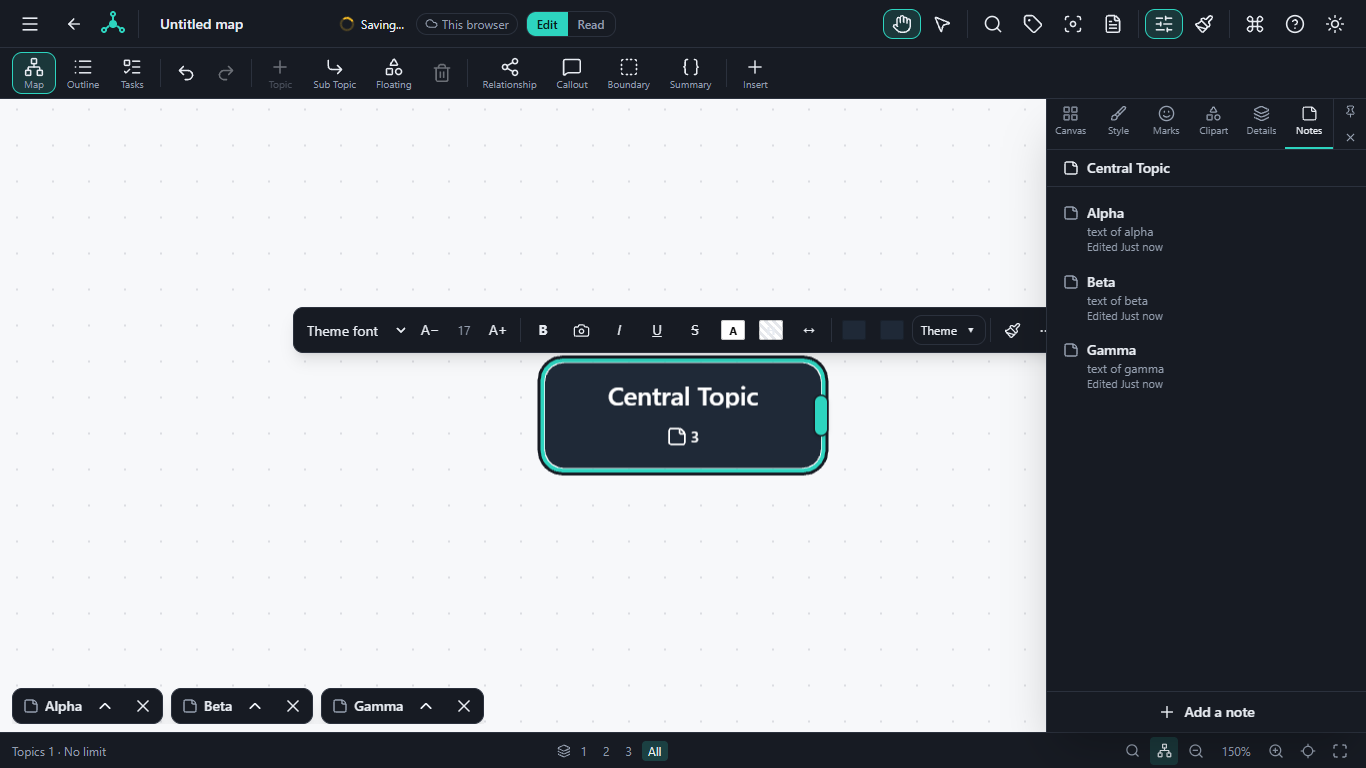 Untitled map
Saving...
This browser
Edit
Read
Map
Outline
Tasks
Topic
Sub Topic
Floating
Relationship
Callout
Boundary
Summary
Insert
Canvas
Style
Marks
Clipart
Details
Notes
Central Topic
Alpha
text of alpha
Edited Just now
Beta
text of beta
Edited Just now
Gamma
text of gamma
Edited Just now
Theme font
A−
17
A+
B
I
U
S
A
Theme
Central Topic
3
Alpha
Beta
Gamma
Add a note
Topics 1 · No limit
1
2
3
All
150%